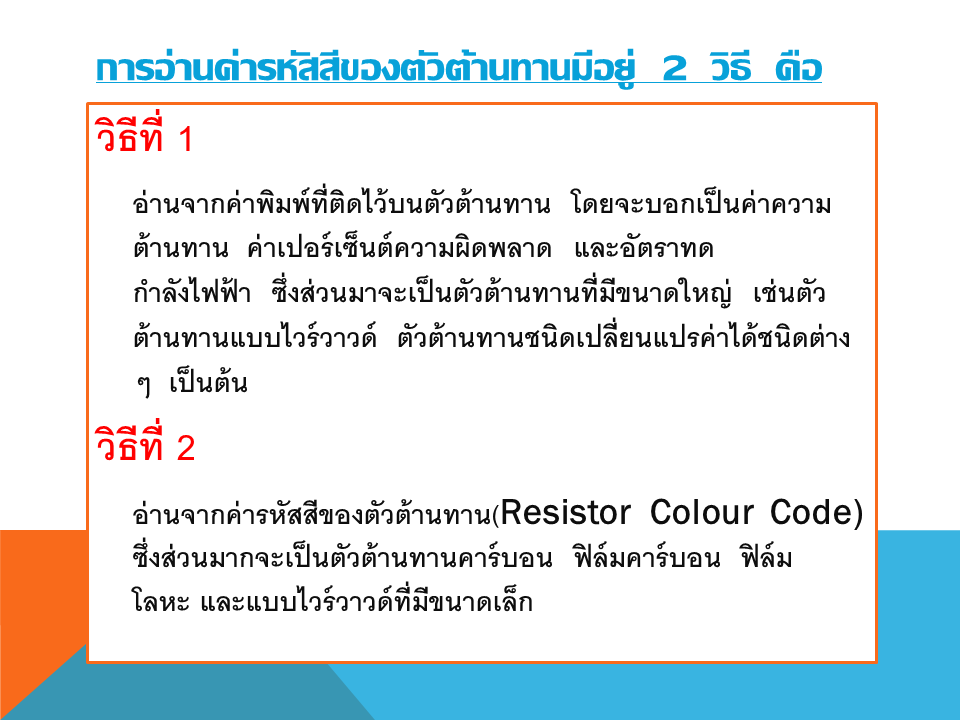 การอ่านค่ารหัสสีของตัวต้านทานมีอยู่ 2 วิธี คือ
วิธีที่ 1
อ่านจากค่าพิมพ์ที่ติดไว้บนตัวต้านทาน โดยจะบอกเป็นค่าความ
ต้านทาน ค่าเปอร์เซ็นต์ความผิดพลาด และอัตราทด
กำลังไฟฟ้า ซึ่งส่วนมาจะเป็นตัวต้านทานที่มีขนาดใหญ่ เช่นตัว
ต้านทานแบบไวร์วาวด์ ตัวต้านทานชนิดเปลี่ยนแปรค่าได้ชนิดต่าง
ๆ เป็นต้น
วิธีที่ 2
อ่านจากค่ารหัสสีของตัวต้านทาน(Resistor Colour Code)
ซึ่งส่วนมากจะเป็นตัวต้านทานคาร์บอน ฟิล์มคาร์บอน ฟิล์ม
โลหะ และแบบไวร์วาวด์ที่มีขนาดเล็ก